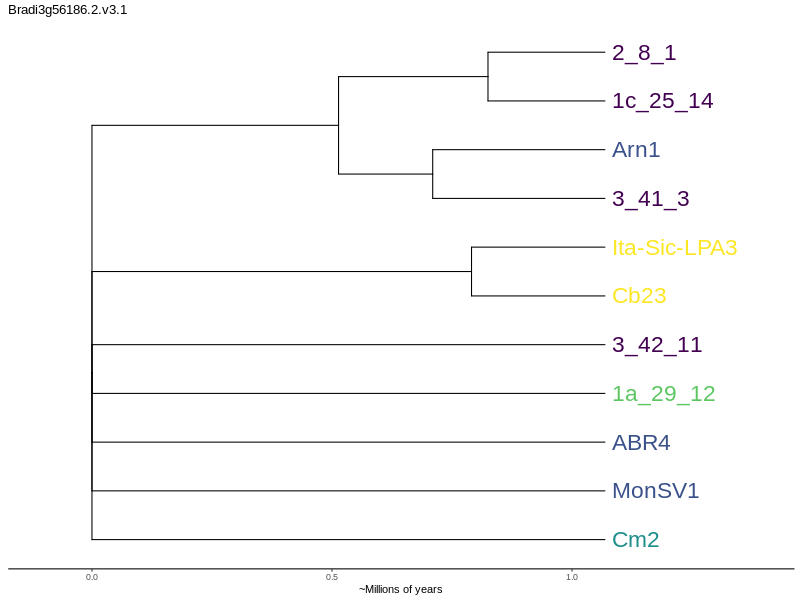 Bradi3g56186.2.v3.1
2_8_1
1c_25_14
Arn1
3_41_3
Ita-Sic-LPA3
Cb23
3_42_11
1a_29_12
ABR4
MonSV1
Cm2
0.0 0.5 1.0
~Millions of years